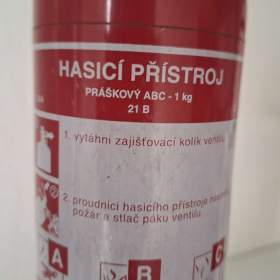 HASICÍ PŘÍSTROJ
PRÁŠKOVÝ ABC - 1 kg
21 B
1. vytáhni zajišťovací kolík ventilu
2. proudnicí hasicího přístroje
požár a stlač páku ventilu
A
B
C